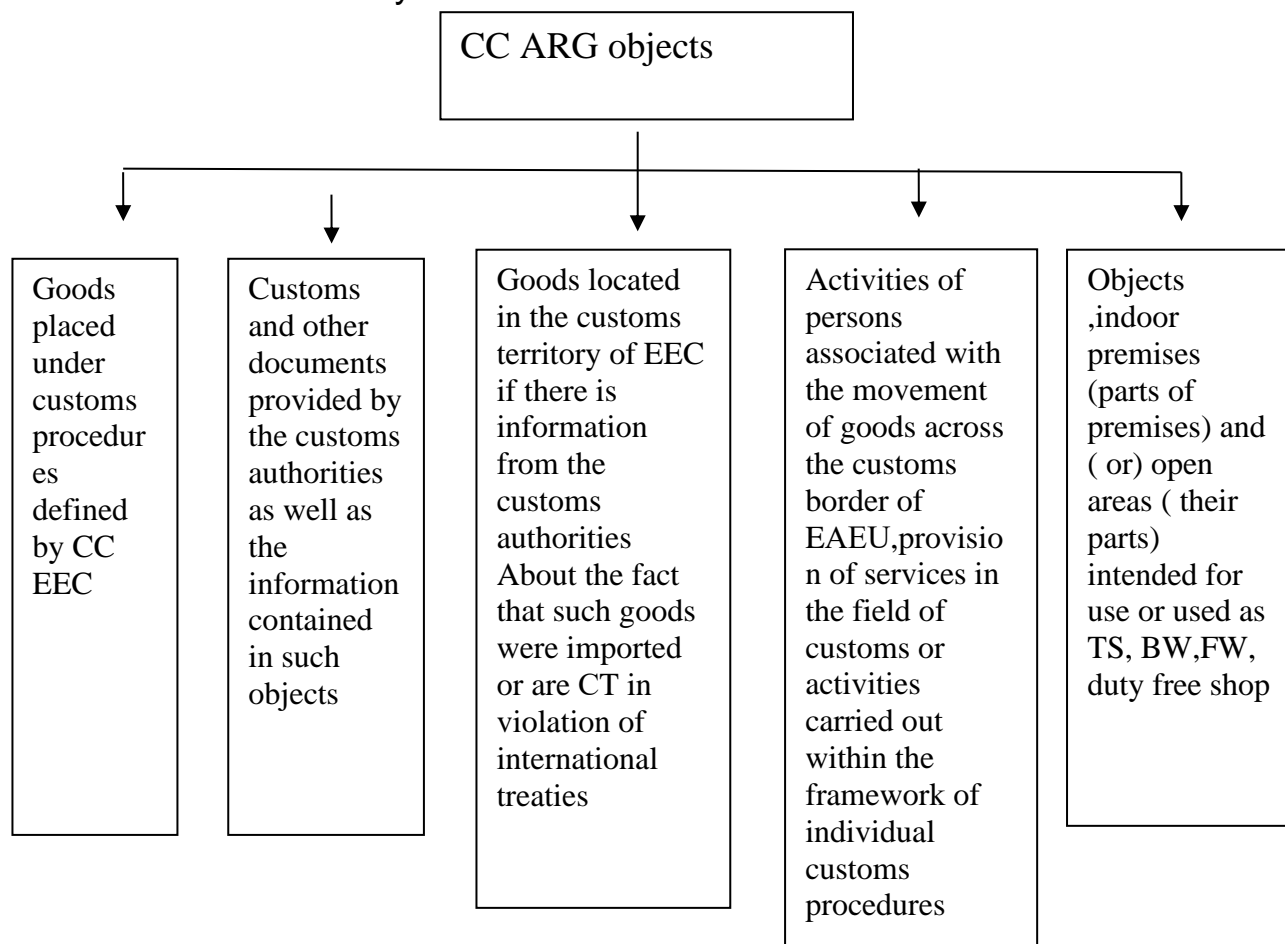 y
CC ARG objects
Goods
placed
under
customs
procedur
es
defined
by CC
EEC
Customs
and other
documents
provided by
the customs
authorities
as well as
the
information
contained
in such
objects
Goods located
in the customs
territory of EEC
if there is
information
from the
customs
authorities
About the fact
that such goods
were imported
or are CT in
violation of
international
treaties
Activities of
persons
associated with
the movement
of goods across
the customs
border of
EAEU,provisio
n of services in
the field of
customs or
activities
carried out
within the
framework of
individual
customs
procedures
Objects
,indoor
premises
(parts of
premises) and
( or) open
areas ( their
parts)
intended for
use or used as
TS, BW,FW,
duty free shop